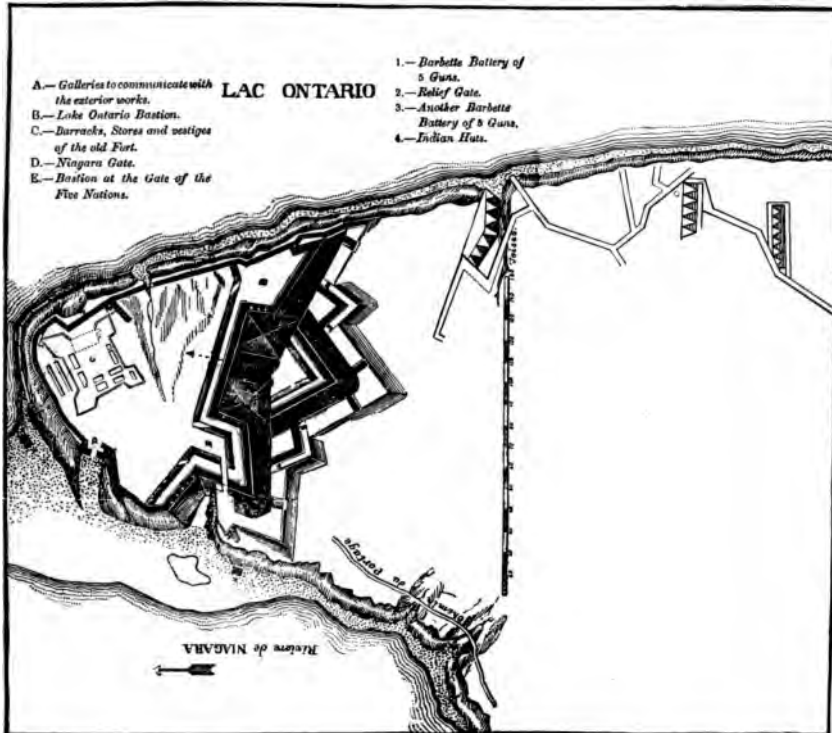 LAC ONTARIO
A.— Galleries to communicate with
the exterior works.
B.— Lake Ontario Bastion.
C.— Barracks, Stores and vestiges
of the old Fort.
D.— Niagara Gate.
E.— Bastion at the Gate of the
Five Nations.
1.— Barbette Battery of
5 Guns.
2.— Relief Gate.
3.— Another Barbette
Battery of 5 Guns.
4.— Indian Huts.
Chemin
du Portage
Riviere de NIAGARA